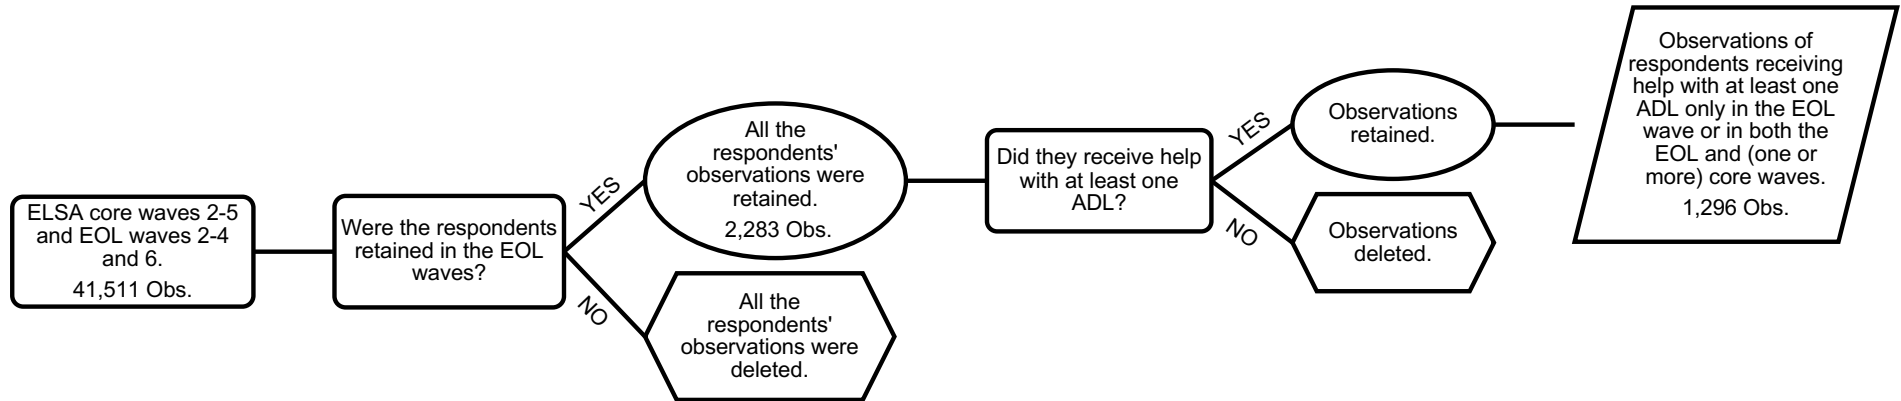 ELSA core waves 2-5
and EOL waves 2-4
and 6.
41,511 Obs.
Were the respondents
retained in the EOL
waves?
YES
NO
All the
respondents'
observations were
retained.
2,283 Obs.
All the
respondents'
observations were
deleted.
Did they receive help
with at least one
ADL?
YES
NO
Observations
retained.
Observations
deleted.
Observations of
respondents receiving
help with at least one
ADL only in the EOL
wave or in both the
EOL and (one or
more) core waves.
1,296 Obs.